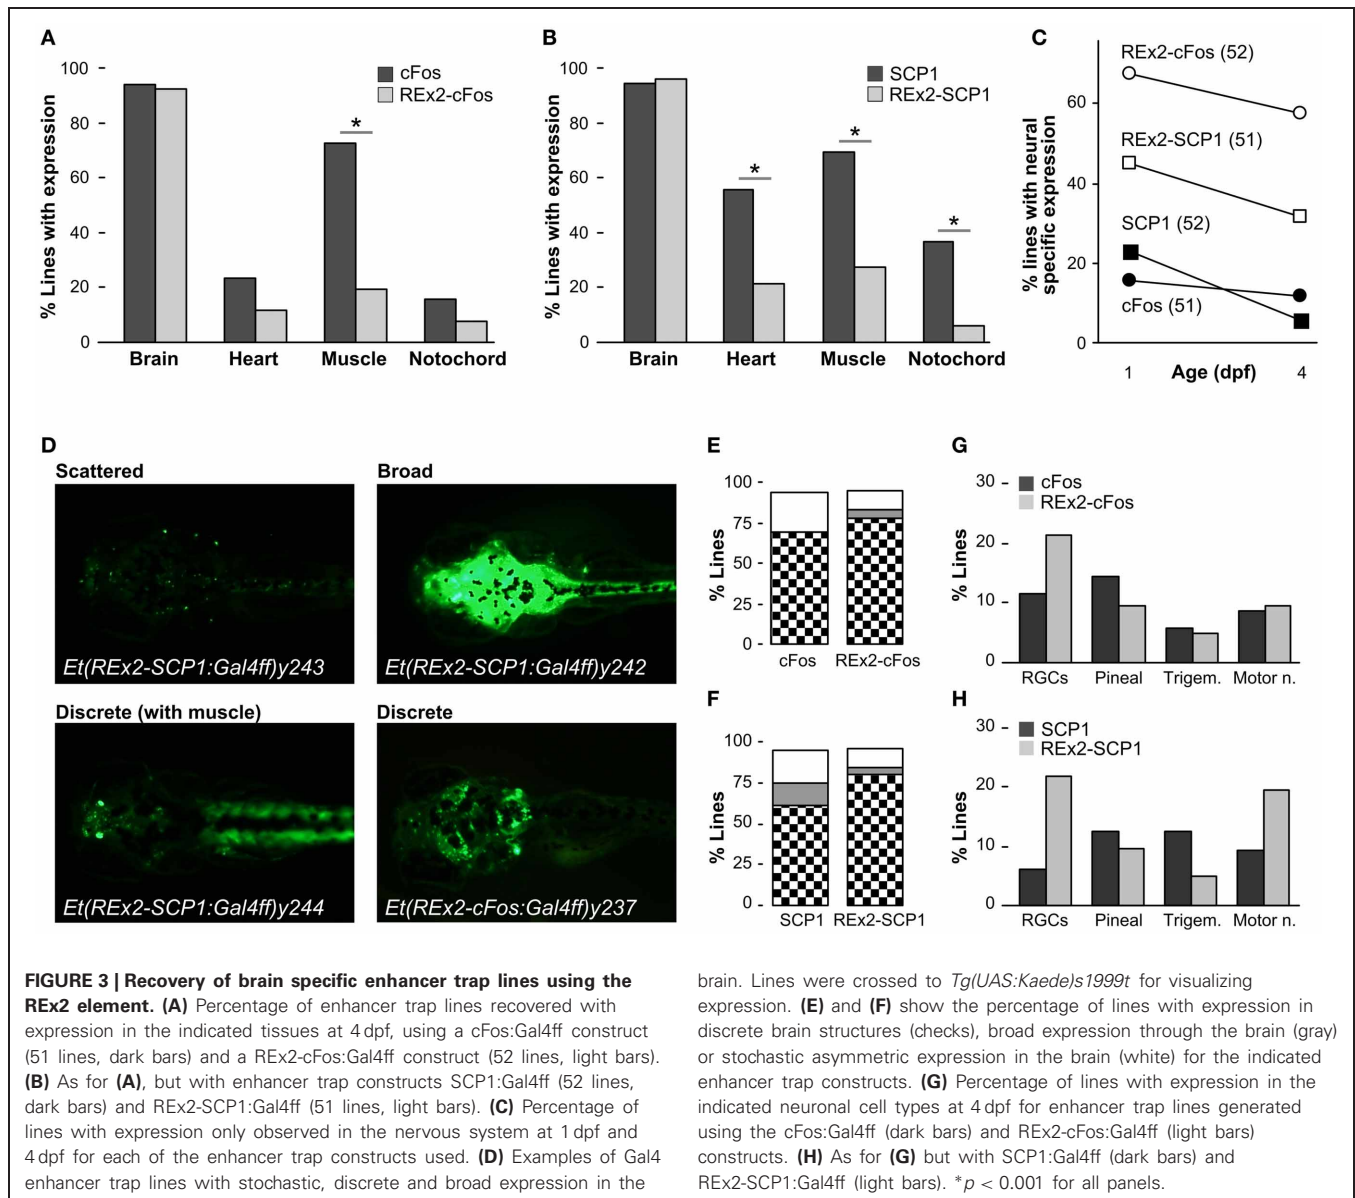 A
% Lines with expression
100
80
60
40
20
0
cFos
REx2-cFos
*
Brain Heart Muscle Notochord
B
% Lines with expression
100
80
60
40
20
0
SCP1
REx2-SCP1
*
*
*
Brain Heart Muscle Notochord
C
% lines with neural
specific expression
60
40
20
0
REx2-cFos (52)
REx2-SCP1 (51)
SCP1 (52)
cFos (51)
1 Age (dpf) 4
D
Scattered
Et(REx2-SCP1:Gal4ff)y243
Broad
Et(REx2-SCP1:Gal4ff)y242
Discrete (with muscle)
Et(REx2-SCP1:Gal4ff)y244
Discrete
Et(REx2-cFos:Gal4ff)y237
E
% Lines
100
75
50
25
0
cFos REx2-cFos
F
% Lines
100
75
50
25
0
SCP1 REx2-SCP1
G
% Lines
30
20
10
0
cFos
REx2-cFos
RGCs Pineal Trigem. Motor n.
H
% Lines
30
20
10
0
SCP1
REx2-SCP1
RGCs Pineal Trigem. Motor n.
FIGURE 3 | Recovery of brain specific enhancer trap lines using the
REx2 element. (A) Percentage of enhancer trap lines recovered with
expression in the indicated tissues at 4 dpf, using a cFos:Gal4ff construct
(51 lines, dark bars) and a REx2-cFos:Gal4ff construct (52 lines, light bars).
(B) As for (A), but with enhancer trap constructs SCP1:Gal4ff (52 lines,
dark bars) and REx2-SCP1:Gal4ff (51 lines, light bars). (C) Percentage of
lines with expression only observed in the nervous system at 1 dpf and
4 dpf for each of the enhancer trap constructs used. (D) Examples of Gal4
enhancer trap lines with stochastic, discrete and broad expression in the
brain. Lines were crossed to Tg(UAS:Kaede)s1999t for visualizing
expression. (E) and (F) show the percentage of lines with expression in
discrete brain structures (checks), broad expression through the brain (gray)
or stochastic asymmetric expression in the brain (white) for the indicated
enhancer trap constructs. (G) Percentage of lines with expression in the
indicated neuronal cell types at 4 dpf for enhancer trap lines generated
using the cFos:Gal4ff (dark bars) and REx2-cFos:Gal4ff (light bars)
constructs. (H) As for (G) but with SCP1:Gal4ff (dark bars) and
REx2-SCP1:Gal4ff (light bars). *p < 0.001 for all panels.